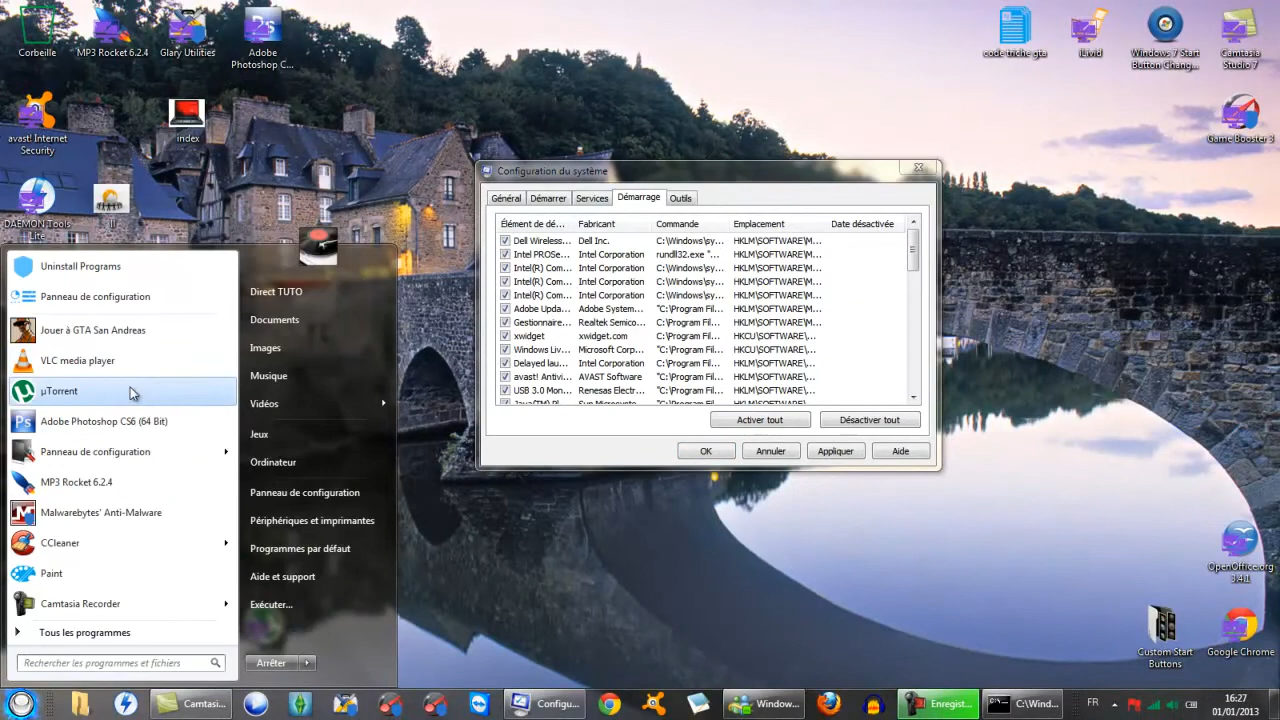 Corbeille
MP3 Rocket 6.2.4
Glary Utilities
Adobe
Photoshop C...
code triche gta
iLivid
Windows 7 Start
Button Chang...
Camtasia
Studio 7
avast! Internet
Security
index
Game Booster 3
DAEMON Tools
Lite
Uninstall Programs
Panneau de configuration
Jouer à GTA San Andreas
VLC media player
µTorrent
Adobe Photoshop CS6 (64 Bit)
Panneau de configuration
MP3 Rocket 6.2.4
Malwarebytes' Anti-Malware
CCleaner
Paint
Camtasia Recorder
Tous les programmes
Rechercher les programmes et fichiers
Direct TUTO
Documents
Images
Musique
Vidéos
Jeux
Ordinateur
Panneau de configuration
Périphériques et imprimantes
Programmes par défaut
Aide et support
Exécuter...
Arrêter
Configuration du système
Général Démarrer Services Démarrage Outils
Élément de dé... Fabricant Commande Emplacement Date désactivée
Dell Wireless... Dell Inc. C:\Windows\sy... HKLM\SOFTWARE\M...
Intel PROSe... Intel Corporation rundll32.exe "... HKLM\SOFTWARE\M...
Intel(R) Com... Intel Corporation C:\Windows\sy... HKLM\SOFTWARE\M...
Intel(R) Com... Intel Corporation C:\Windows\sy... HKLM\SOFTWARE\M...
Intel(R) Com... Intel Corporation C:\Windows\sy... HKLM\SOFTWARE\M...
Adobe Upda... Adobe System... "C:\Program Fil... HKLM\SOFTWARE\M...
Gestionnaire... Realtek Semico... "C:\Program Fil... HKLM\SOFTWARE\M...
xwidget xwidget.com "C:\Program Fil... HKCU\SOFTWARE\...
Windows Liv... Microsoft Corp... "C:\Program Fil... HKCU\SOFTWARE\...
Delayed lau... Intel Corporation "C:\Program Fil... HKLM\SOFTWARE\...
avast! Antivi... AVAST Software "C:\Program Fil... HKLM\SOFTWARE\...
USB 3.0 Mon... Renesas Electr... "C:\Program Fil... HKLM\SOFTWARE\...
Activer tout Désactiver tout
OK Annuler Appliquer Aide
OpenOffice.org
3.4.1
Custom Start
Buttons
Google Chrome
Camtasi...
Configu...
Window...
Enregist...
C:\Wind...
FR
16:27
01/01/2013